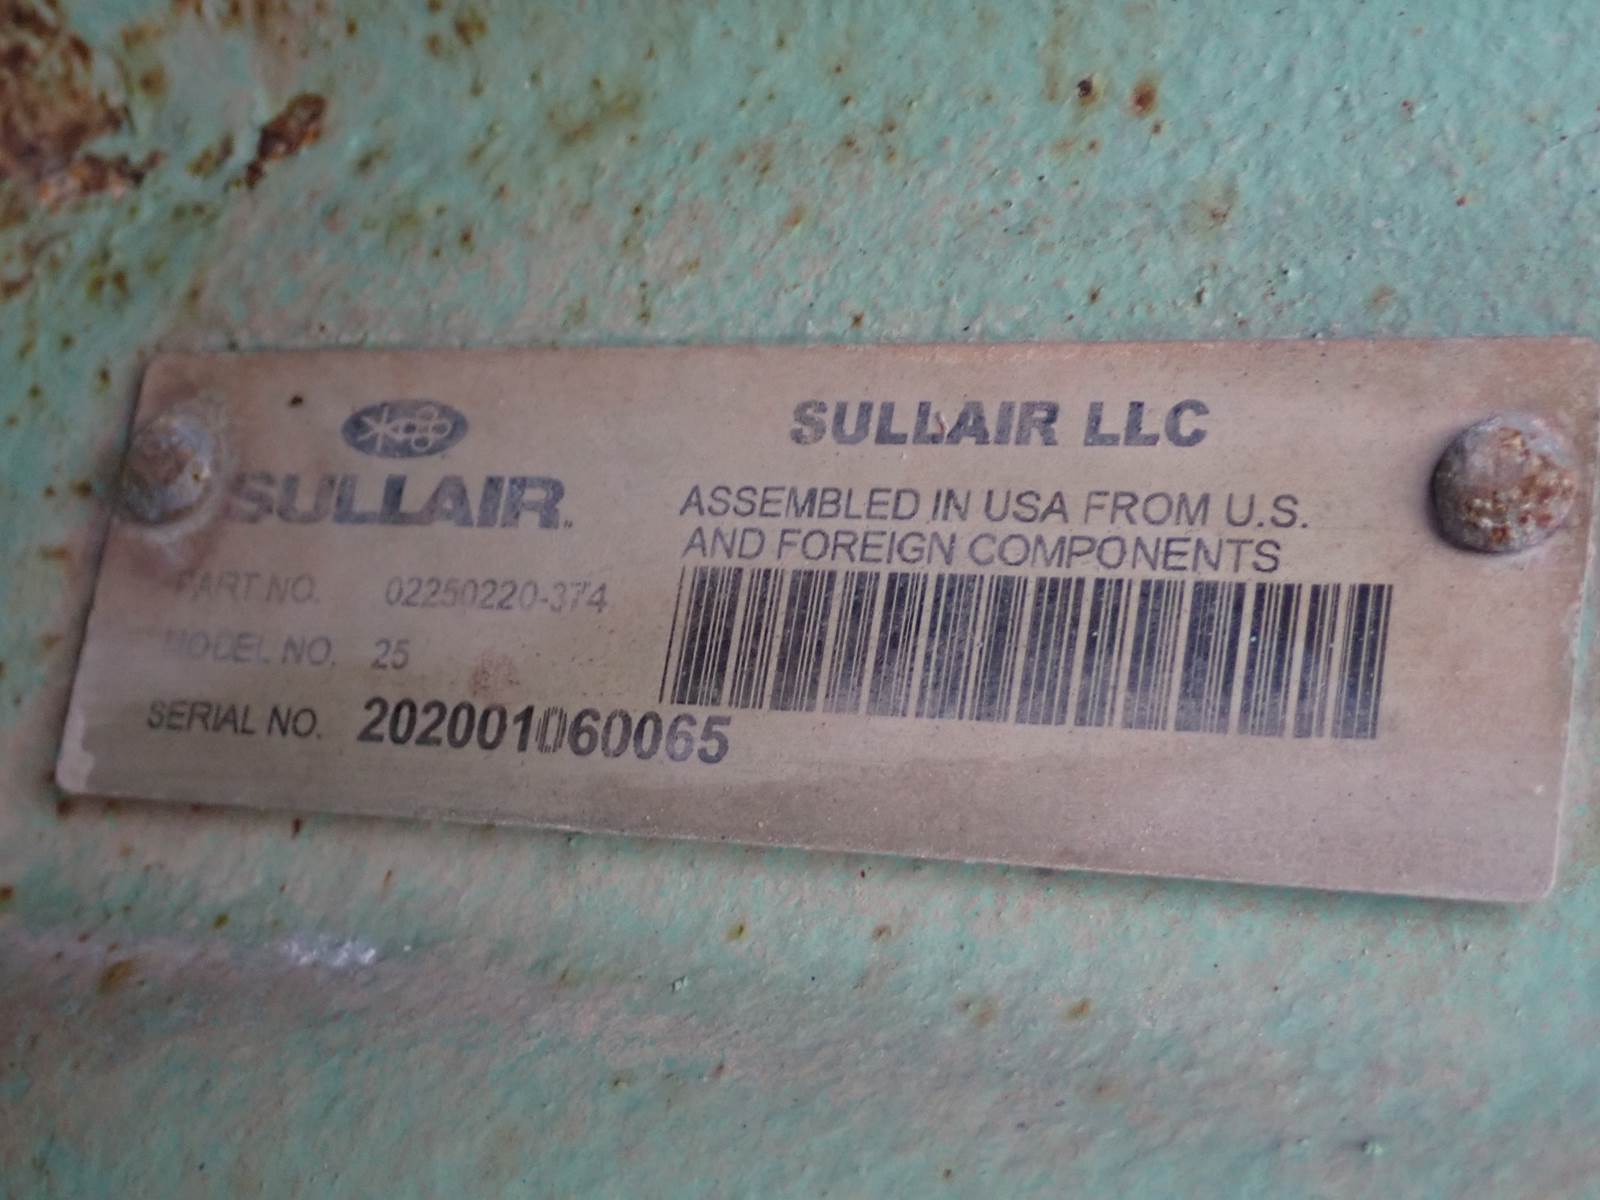 SULLAIR
PART NO. 02250220-374
MODEL NO. 25
SERIAL NO. 202001060065
SULLAIR LLC
ASSEMBLED IN USA FROM U.S.
AND FOREIGN COMPONENTS